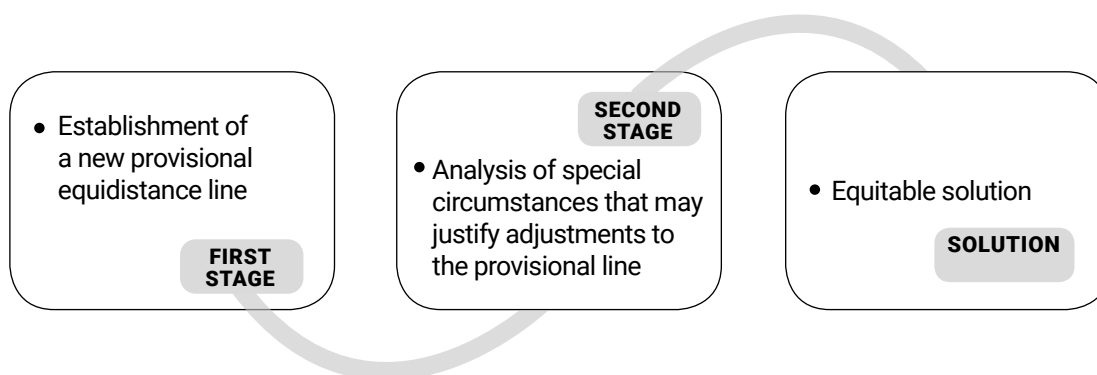 • Establishment of
a new provisional
equidistance line
FIRST
STAGE
SECOND
STAGE
• Analysis of special
circumstances that may
justify adjustments to
the provisional line
• Equitable solution
SOLUTION